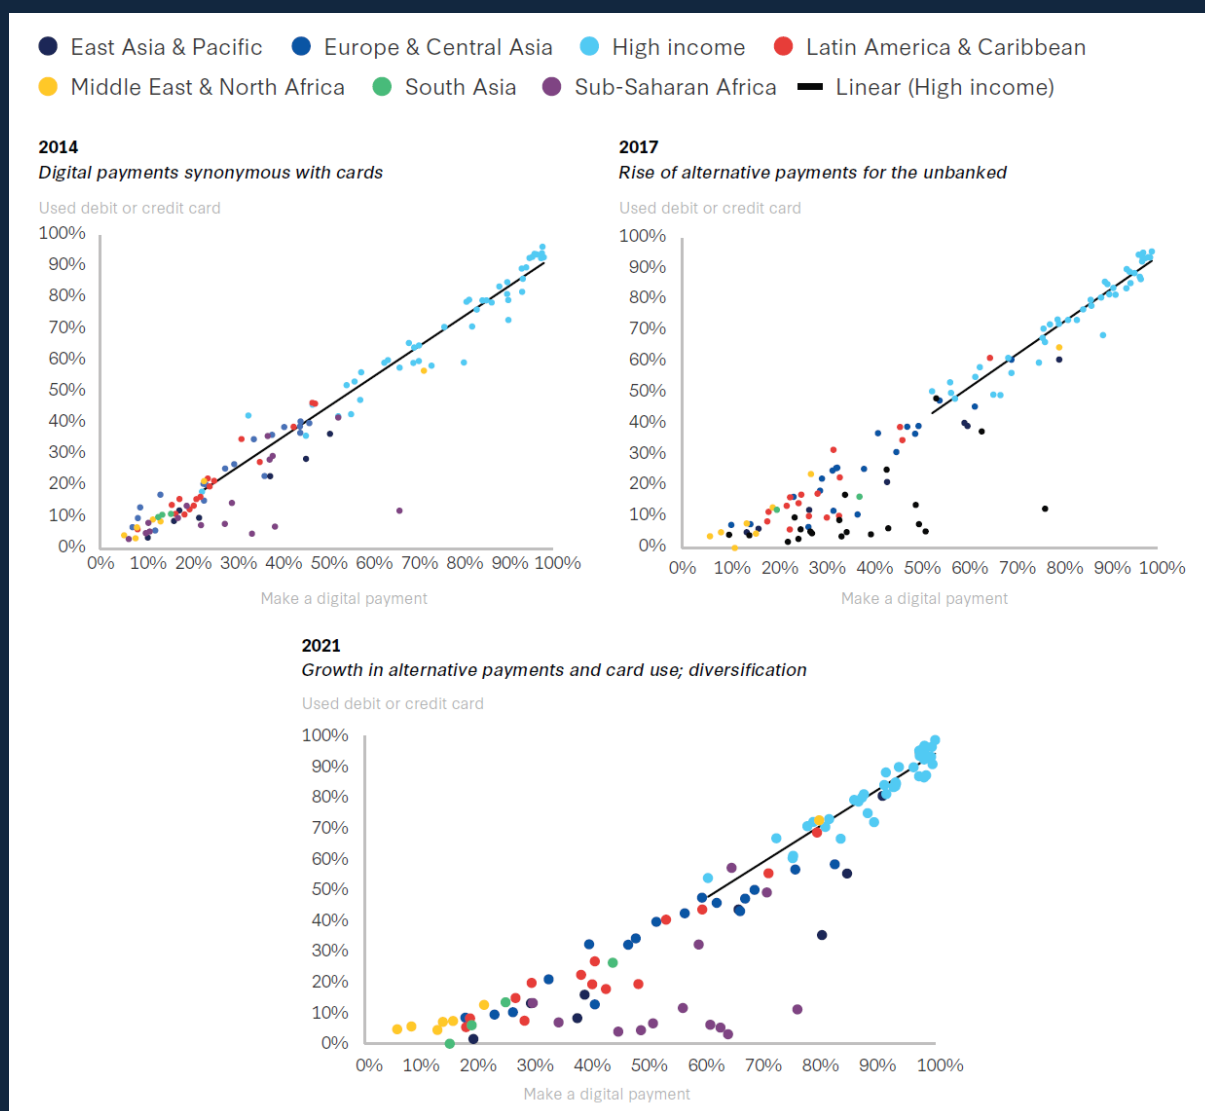 East Asia & Pacific Europe & Central Asia High income Latin America & Caribbean
Middle East & North Africa South Asia Sub-Saharan Africa Linear (High income)
2014
Digital payments synonymous with cards
Used debit or credit card
100%
90%
80%
70%
60%
50%
40%
30%
20%
10%
0%
0% 10% 20% 30% 40% 60% 70% 80% 90% 100%
Make a digital payment
2017
Rise of alternative payments for the unbanked
Used debit or credit card
100%
90%
80%
70%
60%
50%
40%
30%
20%
10%
0%
0% 10% 20% 30% 40% 50% 60% 70% 80% 90% 100%
Make a digital payment
2021
Growth in alternative payments and card use; diversification
Used debit or credit card
100%
90%
80%
70%
60%
50%
40%
30%
20%
10%
0%
0% 10% 20% 30% 40% 50% 60% 70% 80% 90% 100%
Make a digital payment